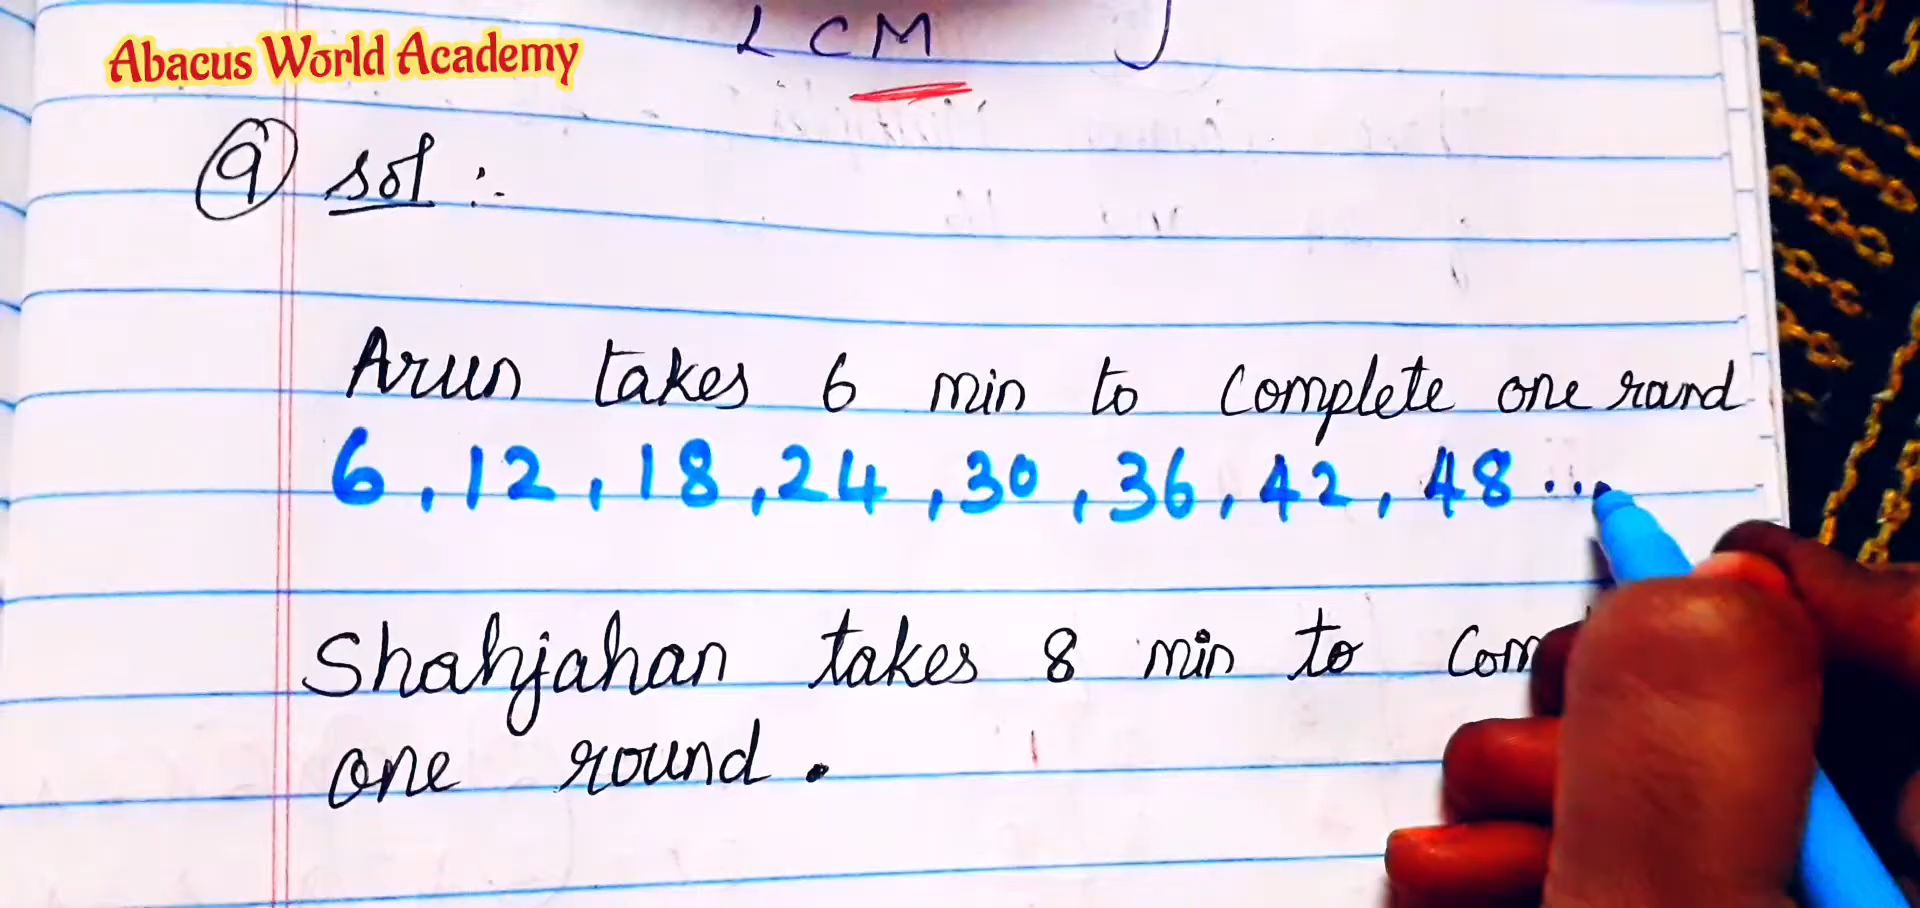 Abacus World Academy
LCM
9 sol :-
Arun takes 6 min to complete one rand
6, 12, 18, 24, 30, 36, 42, 48 ...
Shahjahan takes 8 min to com
one round.